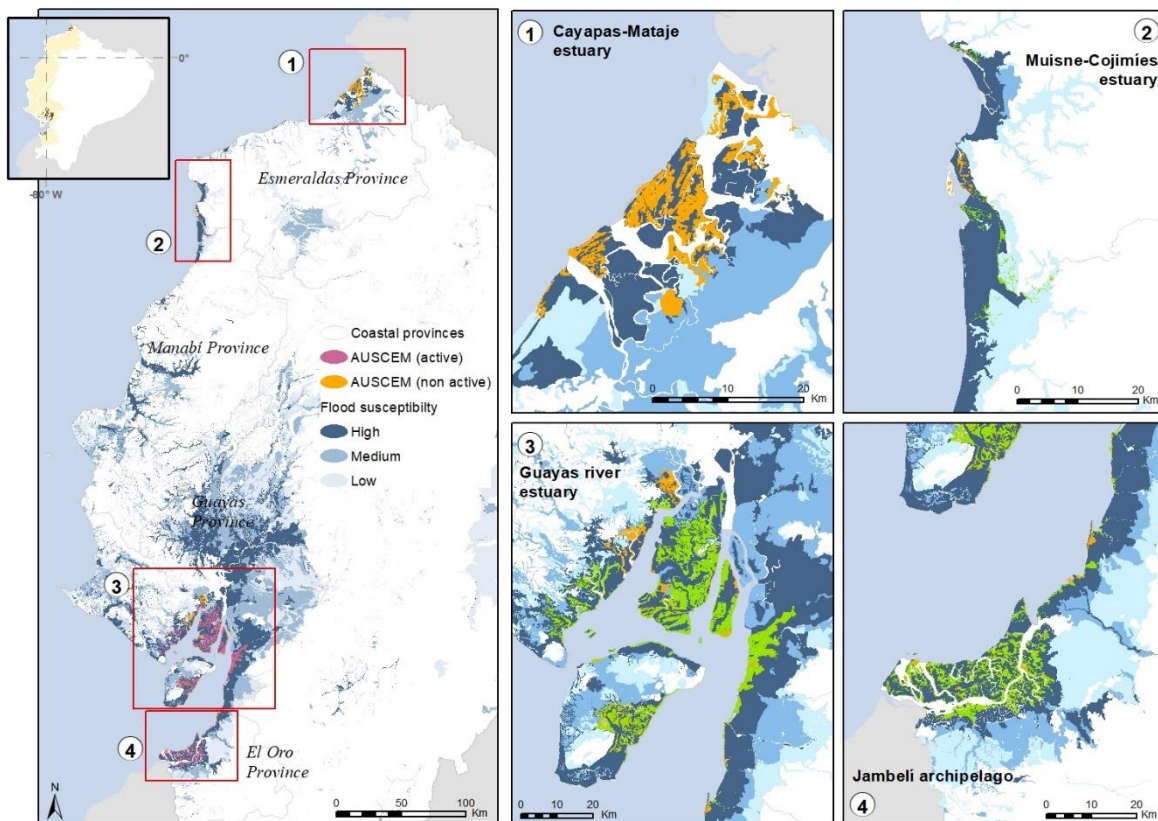 0°
-80° W
1
2
3
4
Esmeraldas Province
Manabí Province
Guayas
Province
El Oro
Province
Coastal provinces
AUSCEM (active)
AUSCEM (non active)
Flood susceptibilty
High
Medium
Low
N
0 50 100
Km
1
Cayapas-Mataje
estuary
0 10 20
Km
2
Muisne-Cojimies
estuary
0 10 20
Km
3
Guayas river
estuary
0 10 20
Km
Jambelí archipelago
4
0 10 20
Km